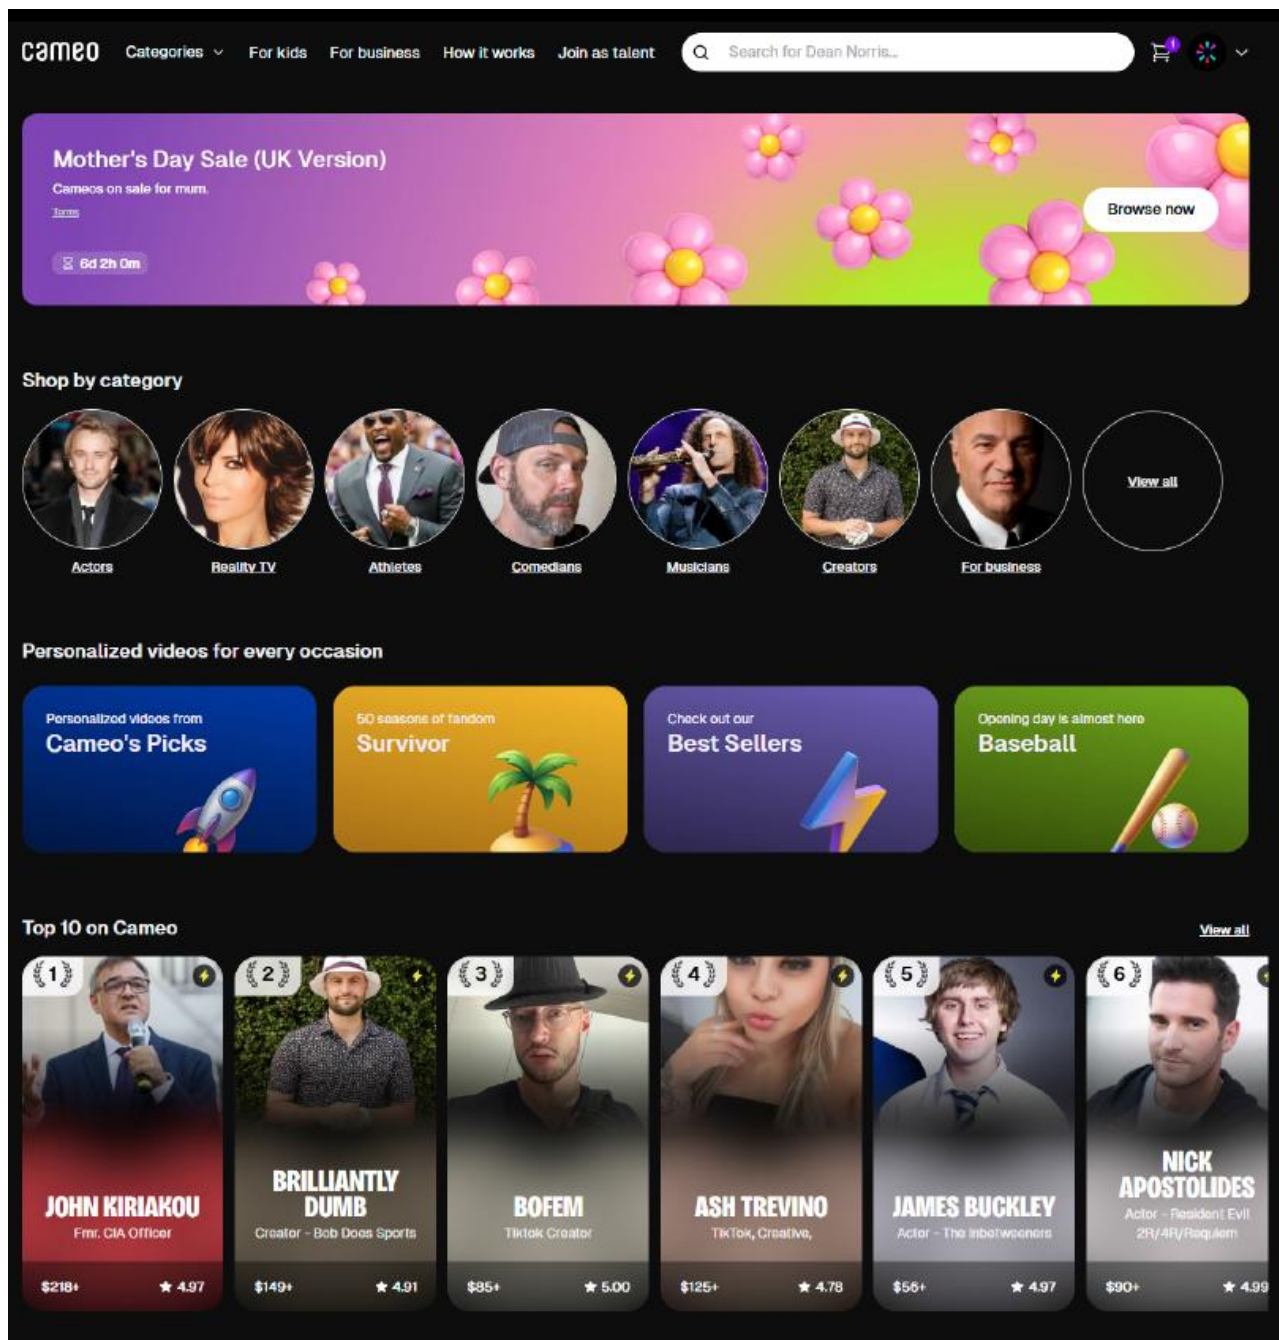 cameo Categories For kids For business How it works Join as talent Search for Dean Norris... 1
Mother's Day Sale (UK Version)
Cameos on sale for mum.
Terms
Browse now
6d 2h 0m
Shop by category
View all
Actors Reality TV Athletes Comedians Musicians Creators For business
Personalized videos for every occasion
Personalized videos from
Cameo's Picks
50 seasons of fandom
Survivor
Check out our
Best Sellers
Opening day is almost here
Baseball
Top 10 on Cameo View all
1
JOHN KIRIAKOU
Fmr. CIA Officer
$218+ 4.97
2
BRILLIANTLY
DUMB
Creator - Bob Does Sports
$149+ 4.91
3
BOFEM
Tiktok Creator
$85+ 5.00
4
ASH TREVINO
TikTok, Creative,
$125+ 4.78
5
JAMES BUCKLEY
Actor - The Inbetweeners
$56+ 4.97
6
NICK
APOSTOLIDES
Actor - Resident Evil
2R/4R/Requiem
$90+ 4.99